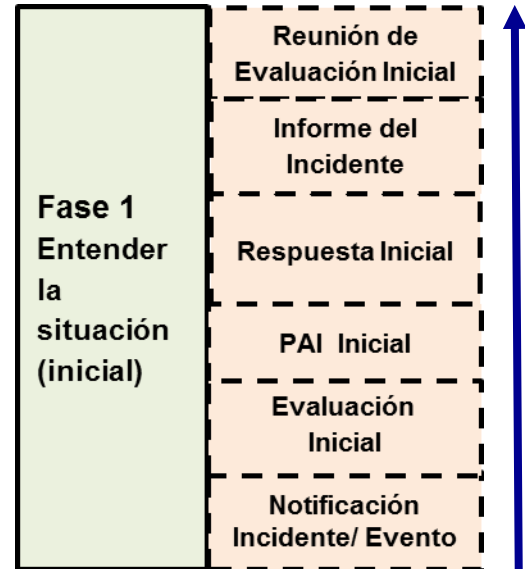 Fase 1
Entender
la
situación
(inicial)
Reunión de
Evaluación Inicial
Informe del
Incidente
Respuesta Inicial
PAI Inicial
Evaluación
Inicial
Notificación
Incidente/ Evento